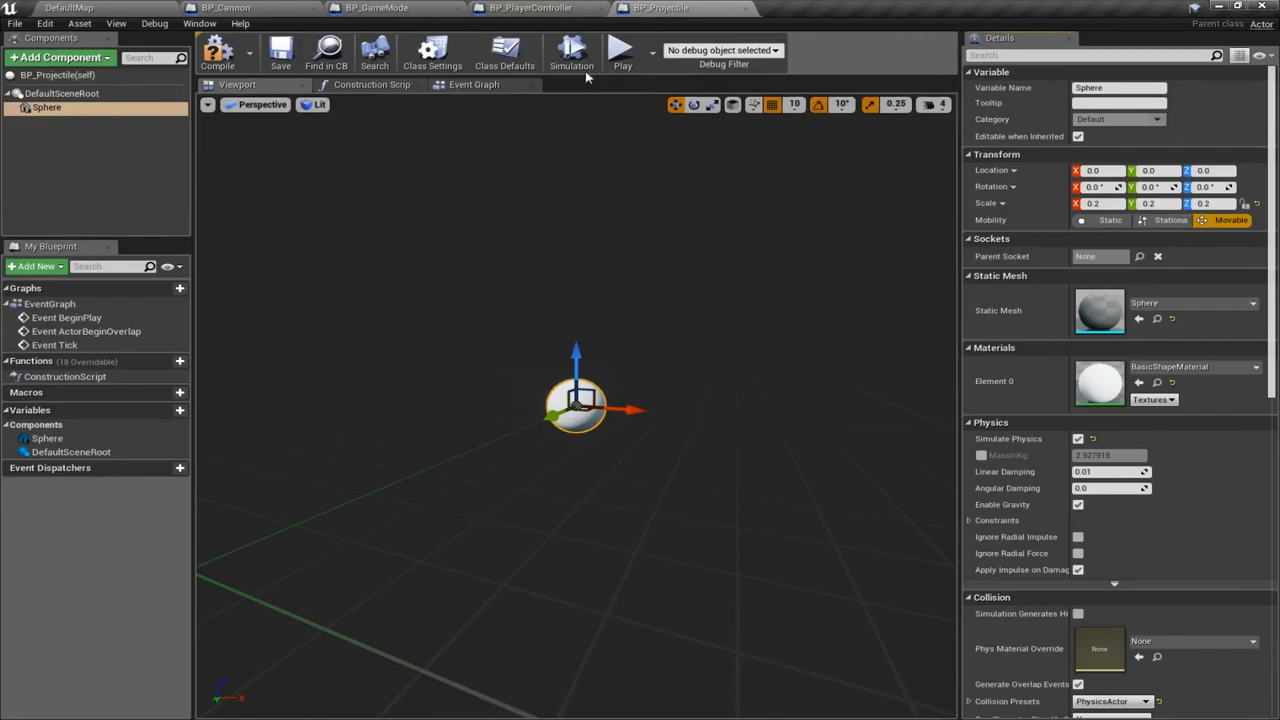 DefaultMap
BP_Cannon
BP_GameMode
BP_PlayerController
BP_Projectile
File Edit Asset View Debug Window Help
Parent class: Actor
Components
+ Add Component
Search
BP_Projectile(self)
DefaultSceneRoot
Sphere
Compile
Save
Find in CB
Search
Class Settings
Class Defaults
Simulation
Play
No debug object selected
Debug Filter
Viewport
Construction Scrip
Event Graph
Perspective
Lit
10
10°
0.25
4
My Blueprint
+ Add New
Search
Graphs
EventGraph
Event BeginPlay
Event ActorBeginOverlap
Event Tick
Functions (18 Overridable)
ConstructionScript
Macros
Variables
Components
Sphere
DefaultSceneRoot
Event Dispatchers
Details
Search
Variable
Variable Name Sphere
Tooltip
Category Default
Editable when Inherited
Transform
Location X 0.0 Y 0.0 Z 0.0
Rotation X 0.0 ° Y 0.0 ° Z 0.0 °
Scale X 0.2 Y 0.2 Z 0.2
Mobility Static Stationa Movable
Sockets
Parent Socket None
Static Mesh
Static Mesh Sphere
Materials
Element 0 BasicShapeMaterial
Textures
Physics
Simulate Physics
MassInKg 2.927915
Linear Damping 0.01
Angular Damping 0.0
Enable Gravity
Constraints
Ignore Radial Impulse
Ignore Radial Force
Apply Impulse on Damag
Collision
Simulation Generates Hi
Phys Material Override None None
Generate Overlap Events
Collision Presets PhysicsActor